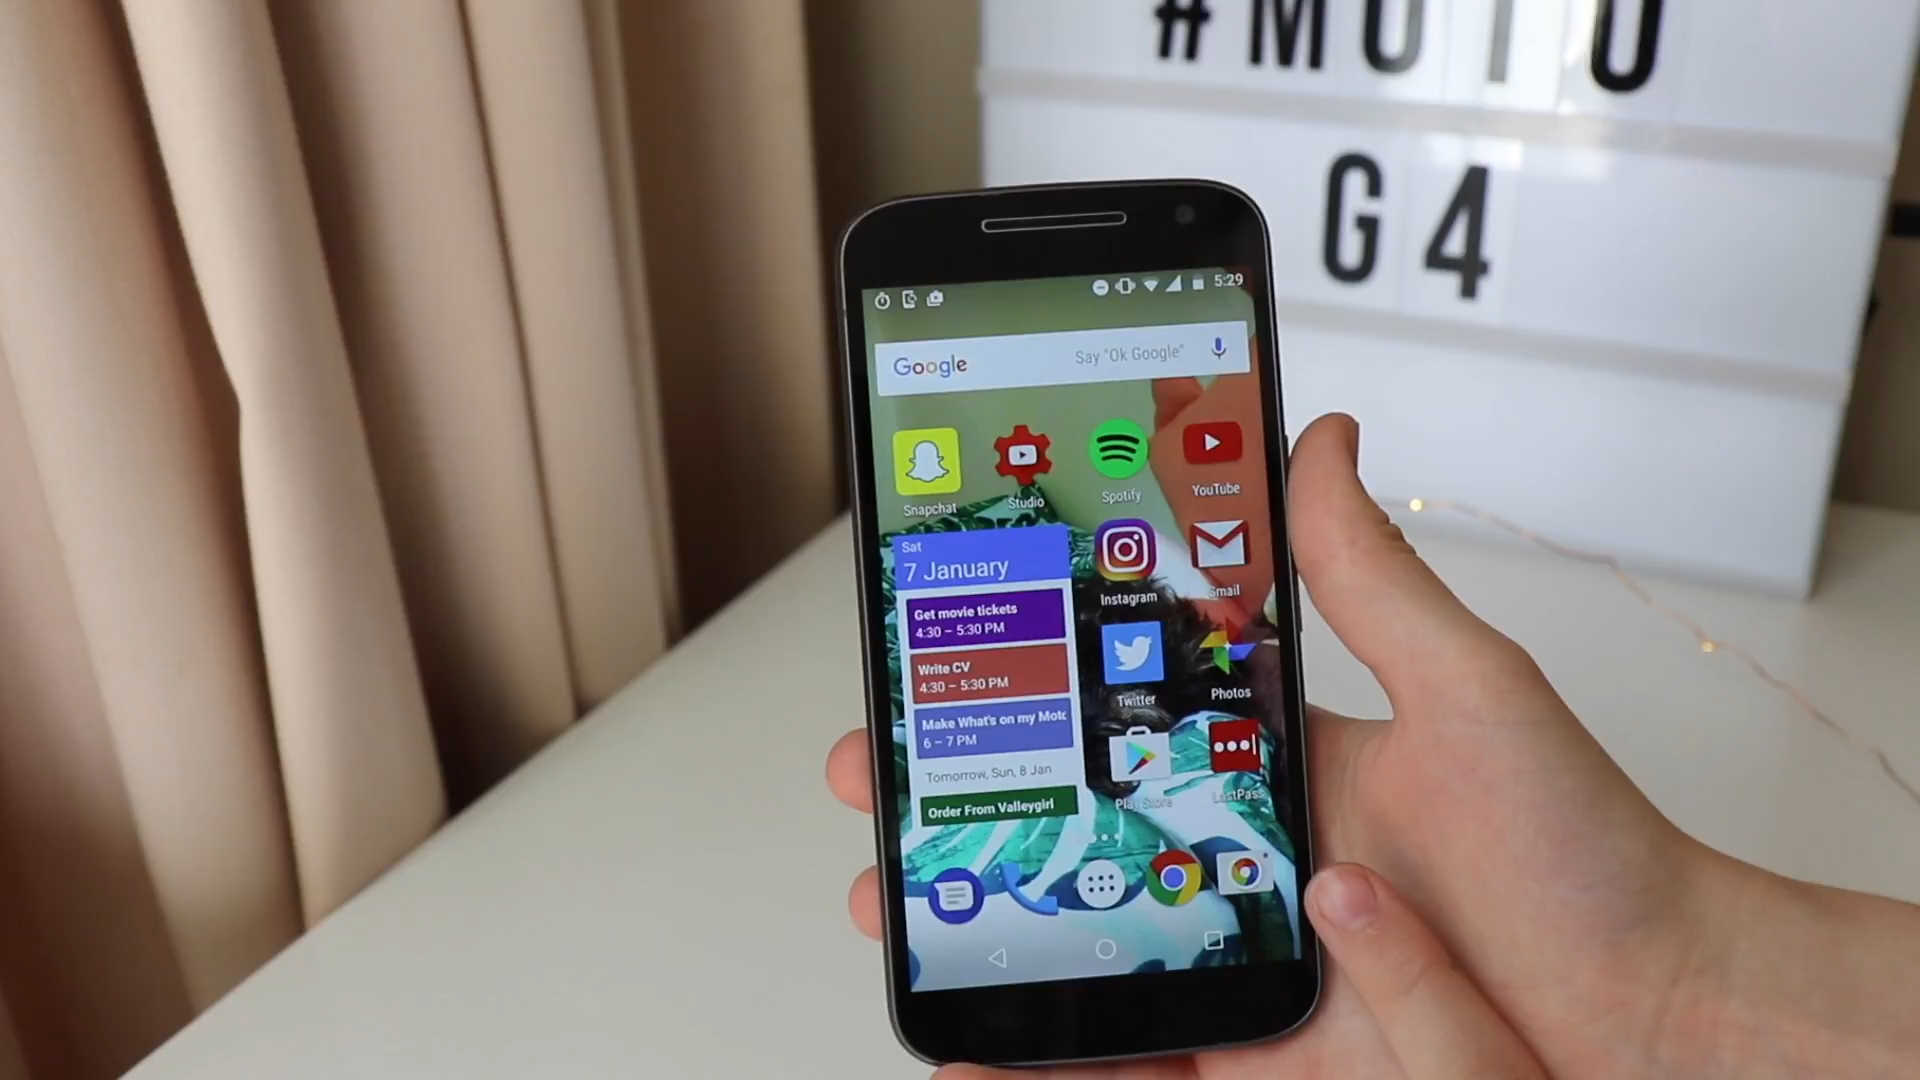 #MOTO
G4
5:29
Google Say "Ok Google"
Snapchat
Studio
Spotify
YouTube
Sat
7 January
Get movie tickets
4:30 – 5:30 PM
Write CV
4:30 – 5:30 PM
Make What's on my Moto
6 – 7 PM
Tomorrow, Sun, 8 Jan
Order From Valleygirl
Instagram
Gmail
Twitter
Photos
Play Store
LastPass